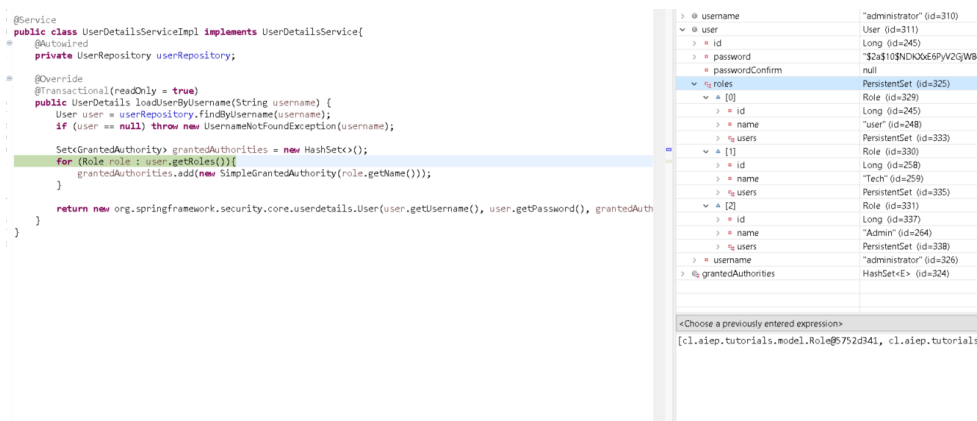 @Service
public class UserDetailsServiceImpl implements UserDetailsService{
@Autowired
private UserRepository userRepository;
@Override
@Transactional(readOnly = true)
public UserDetails loadUserByUsername(String username) {
User user = userRepository.findByUsername(username);
if (user == null) throw new UsernameNotFoundException(username);
Set<GrantedAuthority> grantedAuthorities = new HashSet<>();
for (Role role : user.getRoles()){
grantedAuthorities.add(new SimpleGrantedAuthority(role.getName()));
}
return new org.springframework.security.core.userdetails.User(user.getUsername(), user.getPassword(), grantedAuth
}
}
username "administrator" (id=310)
user User (id=311)
id Long (id=245)
password "$2a$10$NDKXxE6PyV2GjW8
passwordConfirm null
roles PersistentSet (id=325)
[0] Role (id=329)
id Long (id=245)
name "user" (id=248)
users PersistentSet (id=333)
[1] Role (id=330)
id Long (id=258)
name "Tech" (id=259)
users PersistentSet (id=335)
[2] Role (id=331)
id Long (id=337)
name "Admin" (id=264)
users PersistentSet (id=338)
username "administrator" (id=326)
grantedAuthorities HashSet<E> (id=324)
<Choose a previously entered expression>
[cl.aiep.tutorials.model.Role@5752d341, cl.aiep.tutorials